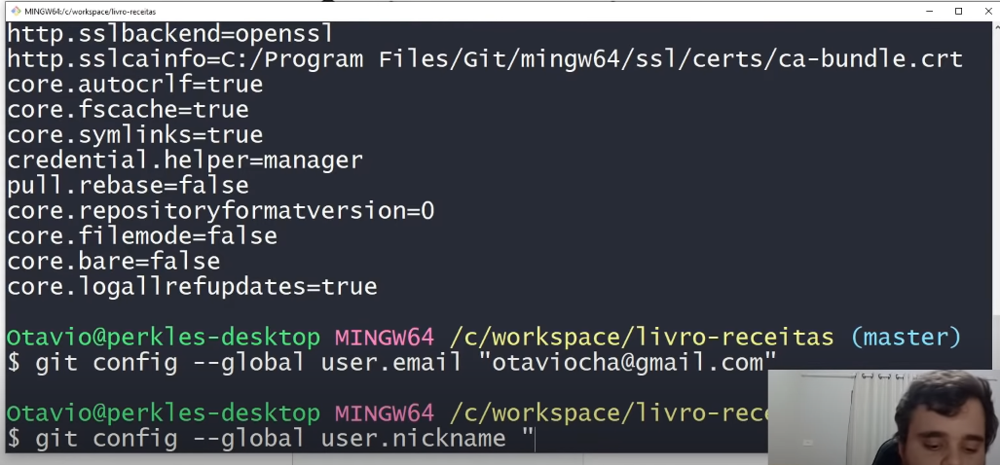 MINGW64:/c/workspace/livro-receitas
http.sslbackend=openssl
http.sslcainfo=C:/Program Files/Git/mingw64/ssl/certs/ca-bundle.crt
core.autocrlf=true
core.fscache=true
core.symlinks=true
credential.helper=manager
pull.rebase=false
core.repositoryformatversion=0
core.filemode=false
core.bare=false
core.logallrefupdates=true
Otavio@perkles-desktop MINGW64 /c/workspace/livro-receitas (master)
$ git config --global user.email "otaviocha@gmail.com"
Otavio@perkles-desktop MINGW64 /c/workspace/livro-rece
$ git config --global user.nickname "